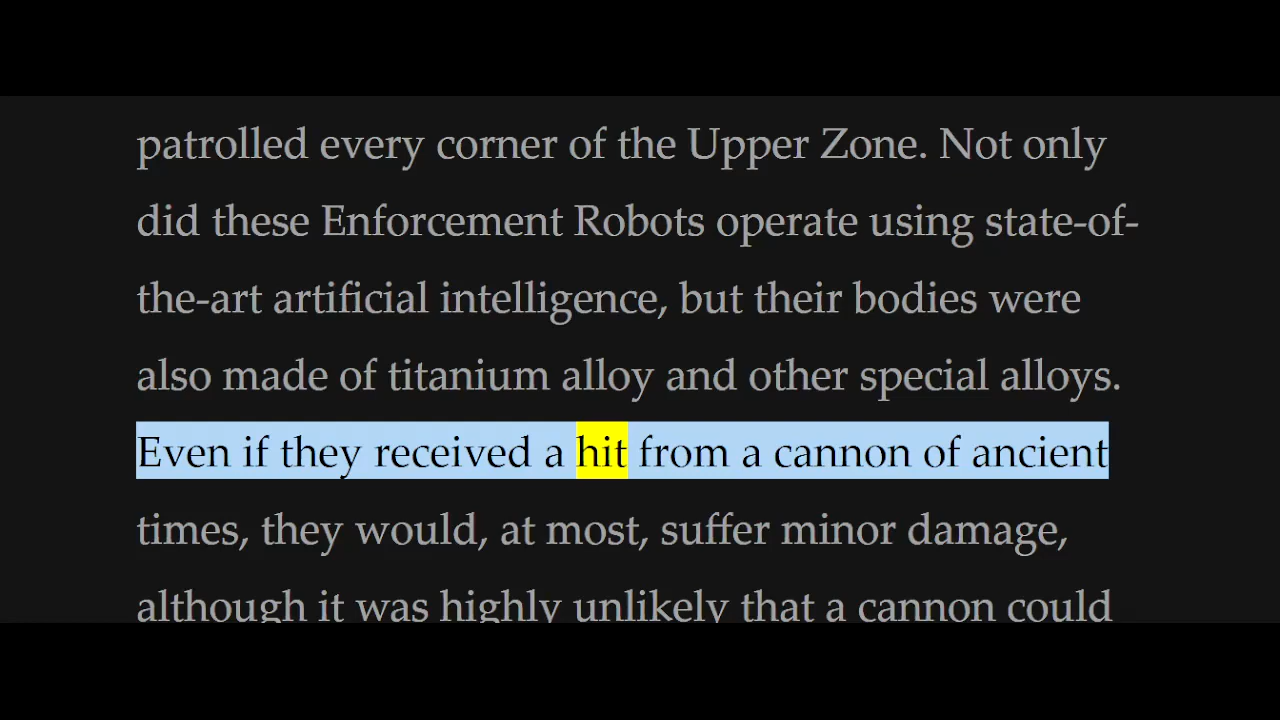 patrolled every corner of the Upper Zone. Not only
did these Enforcement Robots operate using state-of-
the-art artificial intelligence, but their bodies were
also made of titanium alloy and other special alloys.
Even if they received a hit from a cannon of ancient
times, they would, at most, suffer minor damage,
although it was highly unlikely that a cannon could